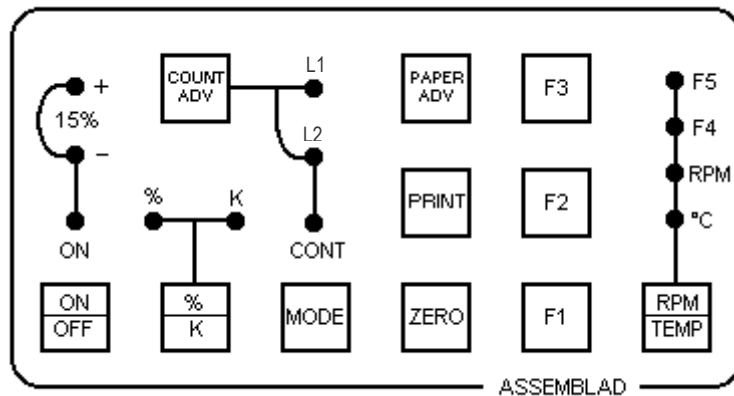 COUNT
ADV
L1
PAPER
ADV
F3
F5
+
15%
F4
L2
−
%
K
PRINT
F2
RPM
°C
ON
CONT
ON
OFF
%
K
MODE
ZERO
F1
RPM
TEMP
ASSEMBLAD